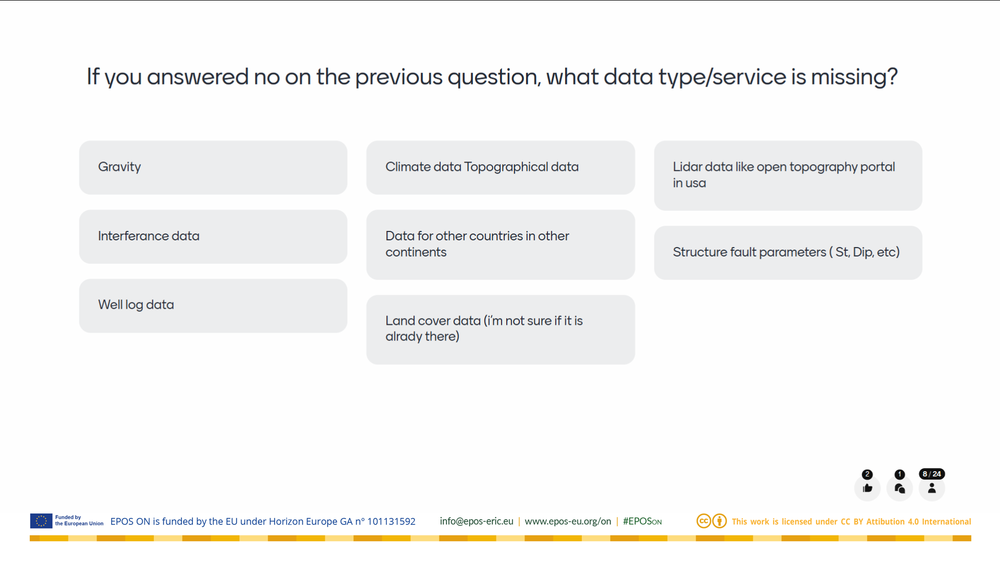 If you answered no on the previous question, what data type/service is missing?
Gravity
Interferance data
Well log data
Climate data Topographical data
Data for other countries in other
continents
Land cover data (i'm not sure if it is
alrady there)
Lidar data like open topography portal
in usa
Structure fault parameters ( St, Dip, etc)
2
1
8 / 24
Funded by
the European Union
EPOS ON is funded by the EU under Horizon Europe GA n° 101131592
info@epos-eric.eu | www.epos-eu.org/on | #EPOSON
cc
This work is licensed under CC BY Attibution 4.0 International